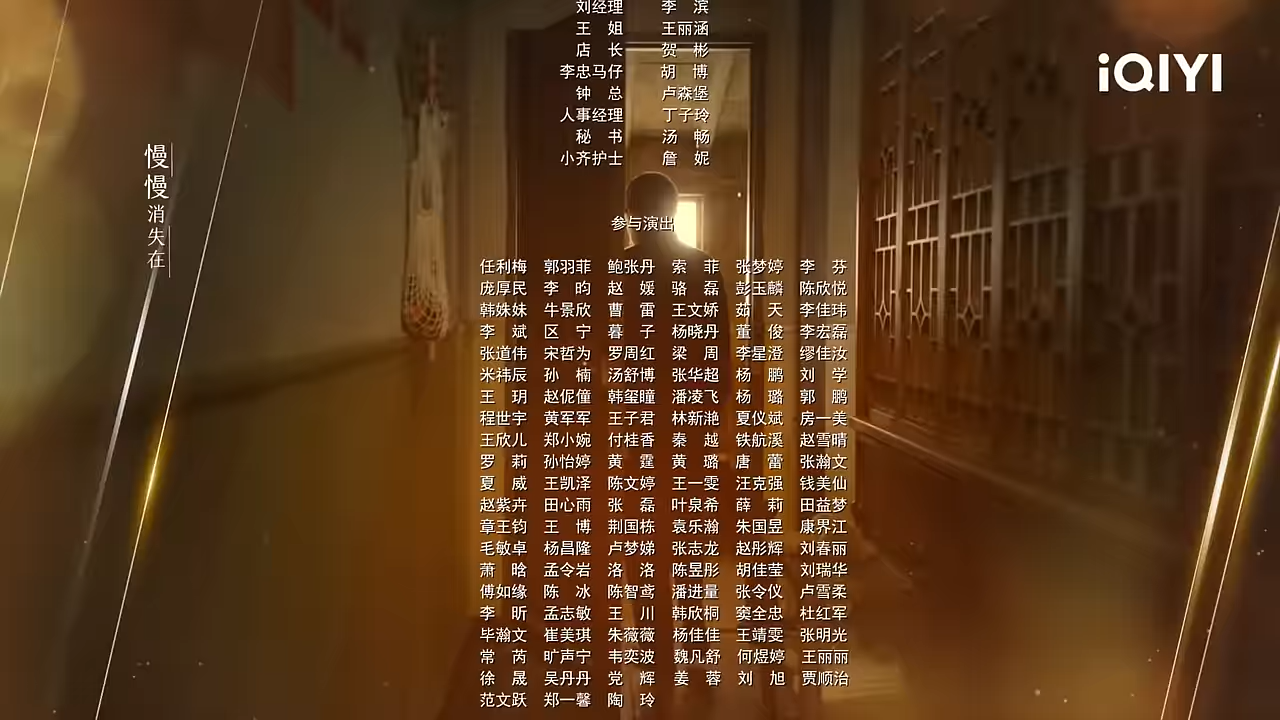 刘经理 李 滨
王 姐 王丽涵
店 长 贺 彬
李忠马仔 胡 博
钟 总 卢森堡
人事经理 丁子玲
秘 书 汤 畅
小齐护士 詹 妮
iQIYI
慢慢消失在
参与演出
任利梅 郭羽菲 鲍张丹 索 菲 张梦婷 李 芬
庞厚民 李 昀 赵 媛 骆 磊 彭玉麟 陈欣悦
韩姝妹 牛景欣 曹 雷 王文娇 茹 天 李佳玮
李 斌 区 宁 暮 子 杨晓丹 董 俊 李宏磊
张道伟 宋哲为 罗周红 梁 周 李星澄 缪佳汝
米祎辰 孙 楠 汤舒博 张华超 杨 鹏 刘 学
王 玥 赵伲僮 韩玺瞳 潘凌飞 杨 璐 郭 鹏
程世宇 黄军军 王子君 林新滟 夏仪斌 房一美
王欣儿 郑小婉 付桂香 秦 越 铁航溪 赵雪晴
罗 莉 孙怡婷 黄 霆 黄 璐 唐 蕾 张瀚文
夏 威 王凯泽 陈文婷 王一雯 汪克强 钱美仙
赵紫卉 田心雨 张 磊 叶泉希 薛 莉 田益梦
章王钧 王 博 荆国栋 袁乐瀚 朱国昱 康界江
毛敏卓 杨昌隆 卢梦娣 张志龙 赵彤辉 刘春丽
萧 晗 孟令岩 洛 洛 陈昱彤 胡佳莹 刘瑞华
傅如缘 陈 冰 陈智鸢 潘进量 张令仪 卢雪柔
李 昕 孟志敏 王 川 韩欣桐 窦全忠 杜红军
毕瀚文 崔美琪 朱薇薇 杨佳佳 王靖雯 张明光
常 芮 旷声宁 韦奕波 魏凡舒 何煜婷 王丽丽
徐 晟 吴丹丹 党 辉 姜 蓉 刘 旭 贾顺治
范文跃 郑一馨 陶 玲